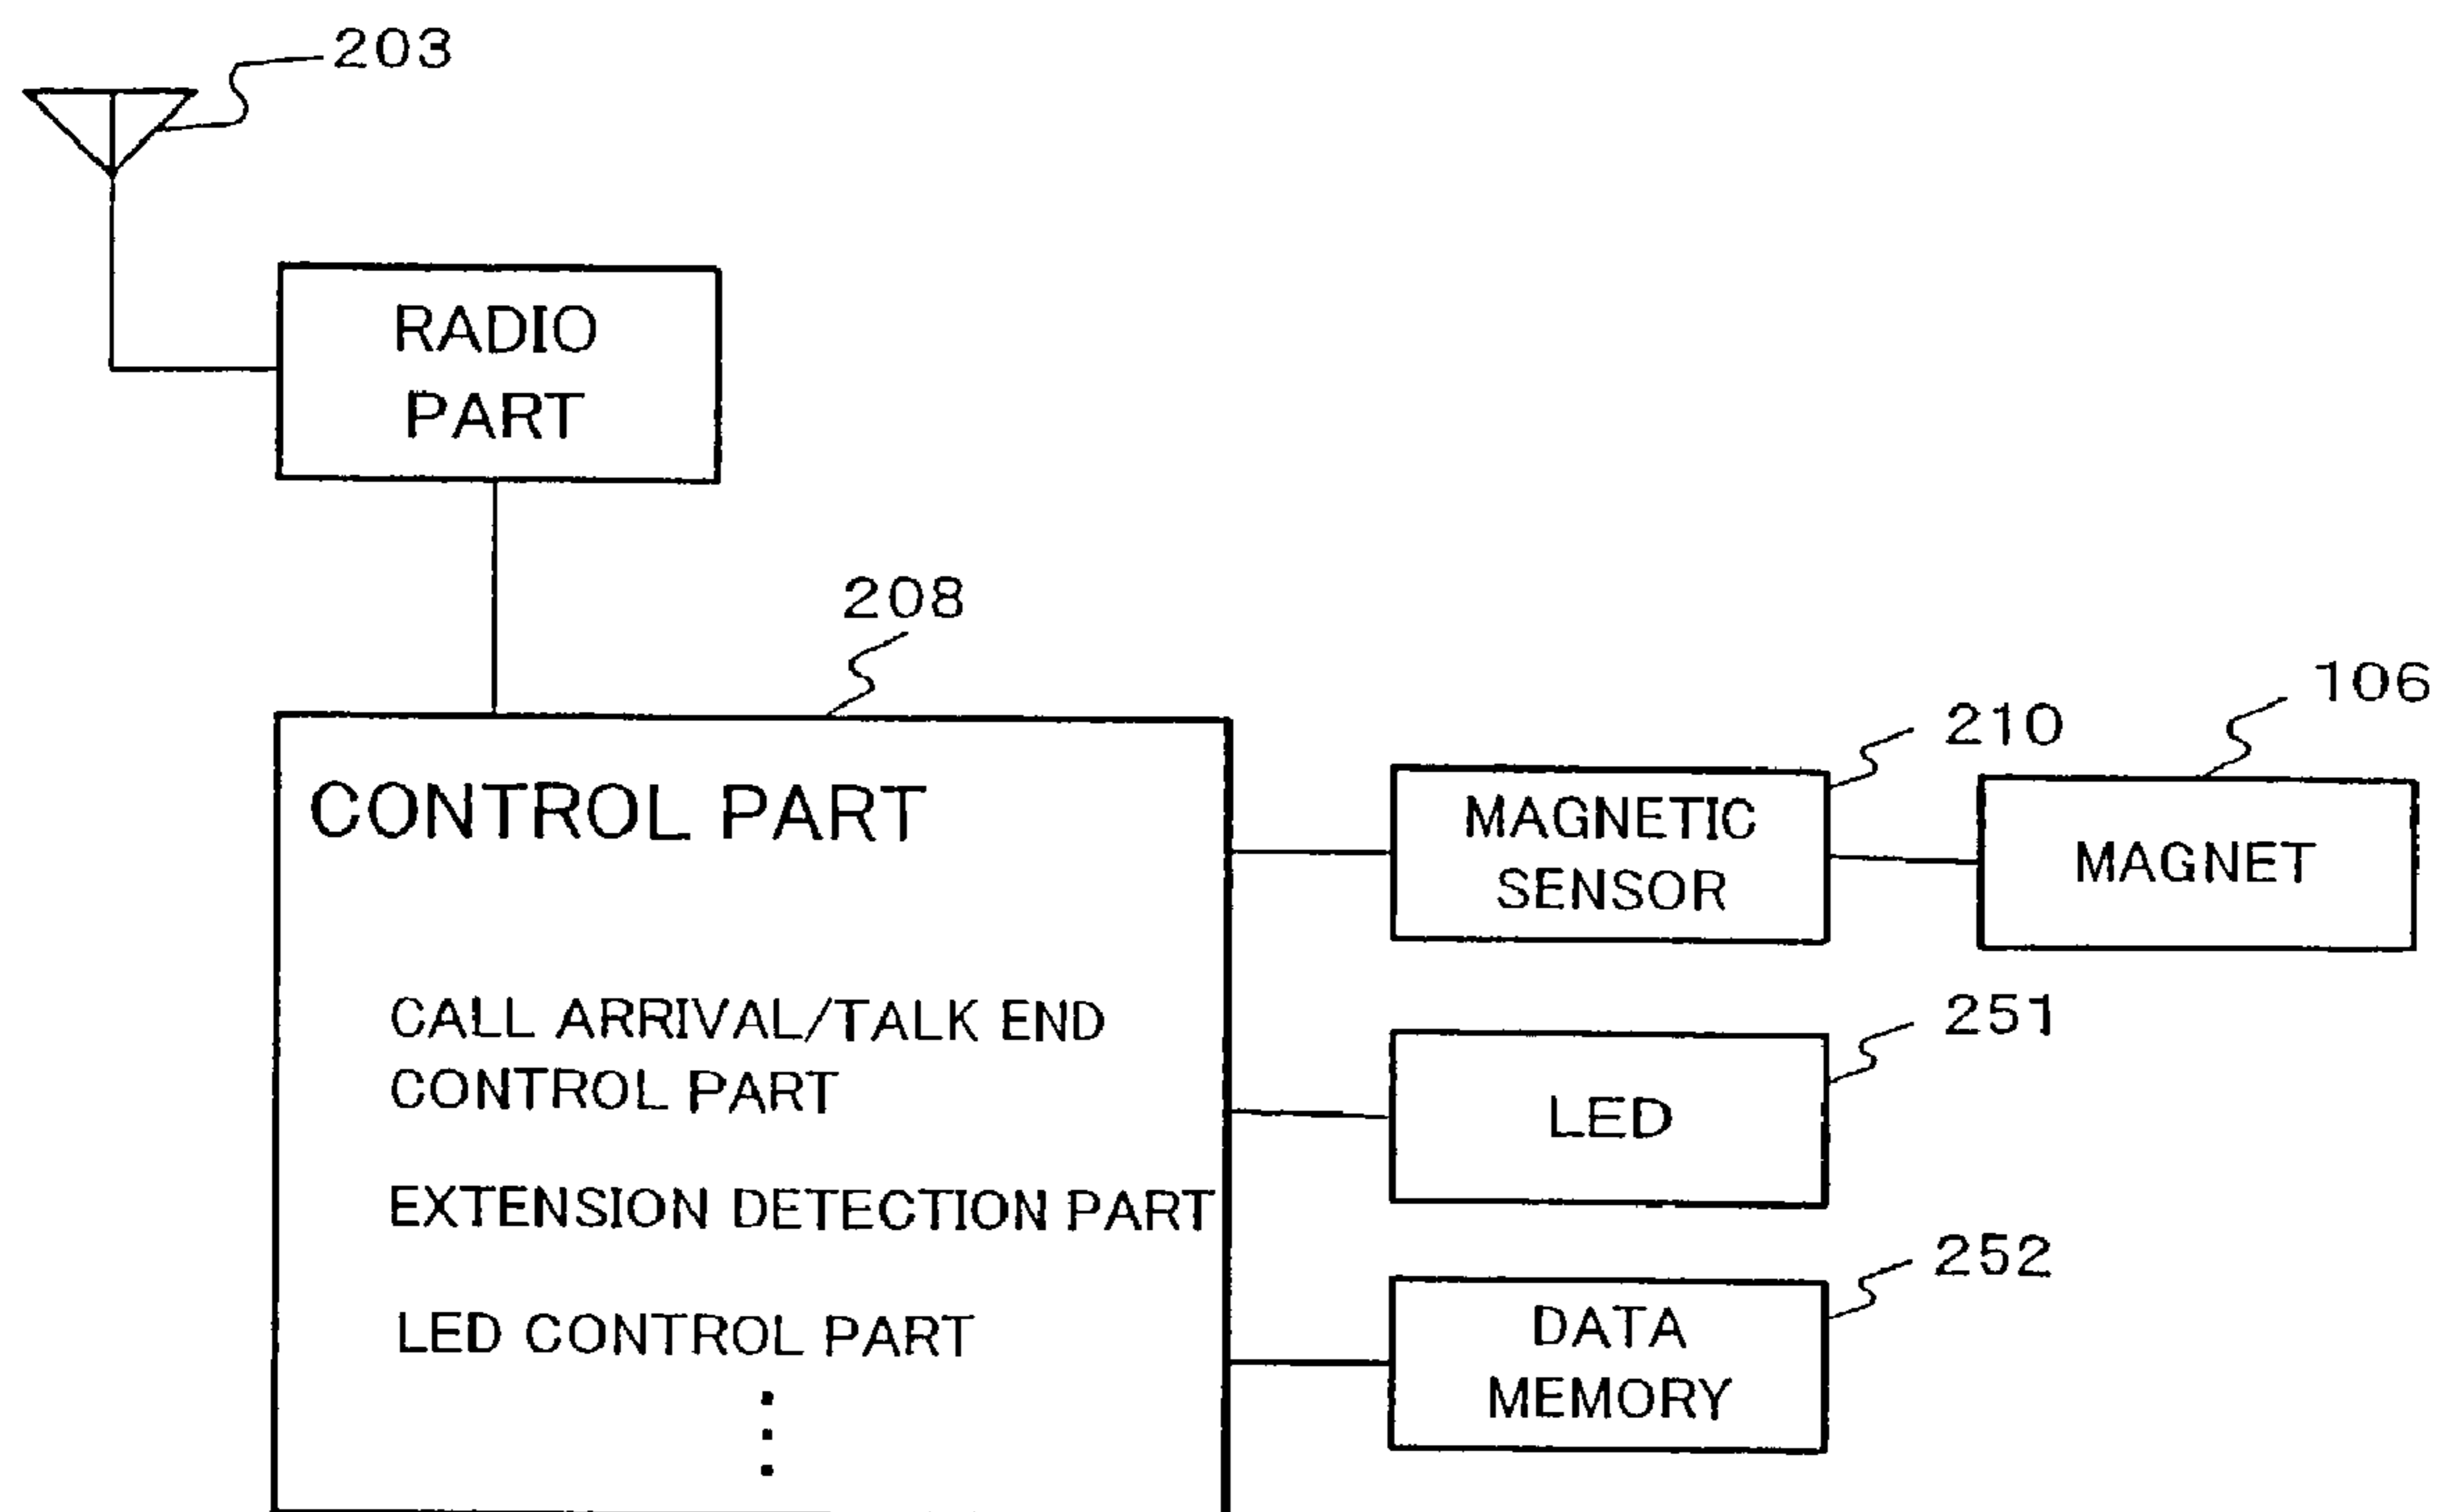 203
RADIO
PART
208
CONTROL PART
CALL ARRIVAL/TALK END
CONTROL PART
EXTENSION DETECTION PART
LED CONTROL PART
210
MAGNETIC
SENSOR
106
MAGNET
251
LED
252
DATA
MEMORY